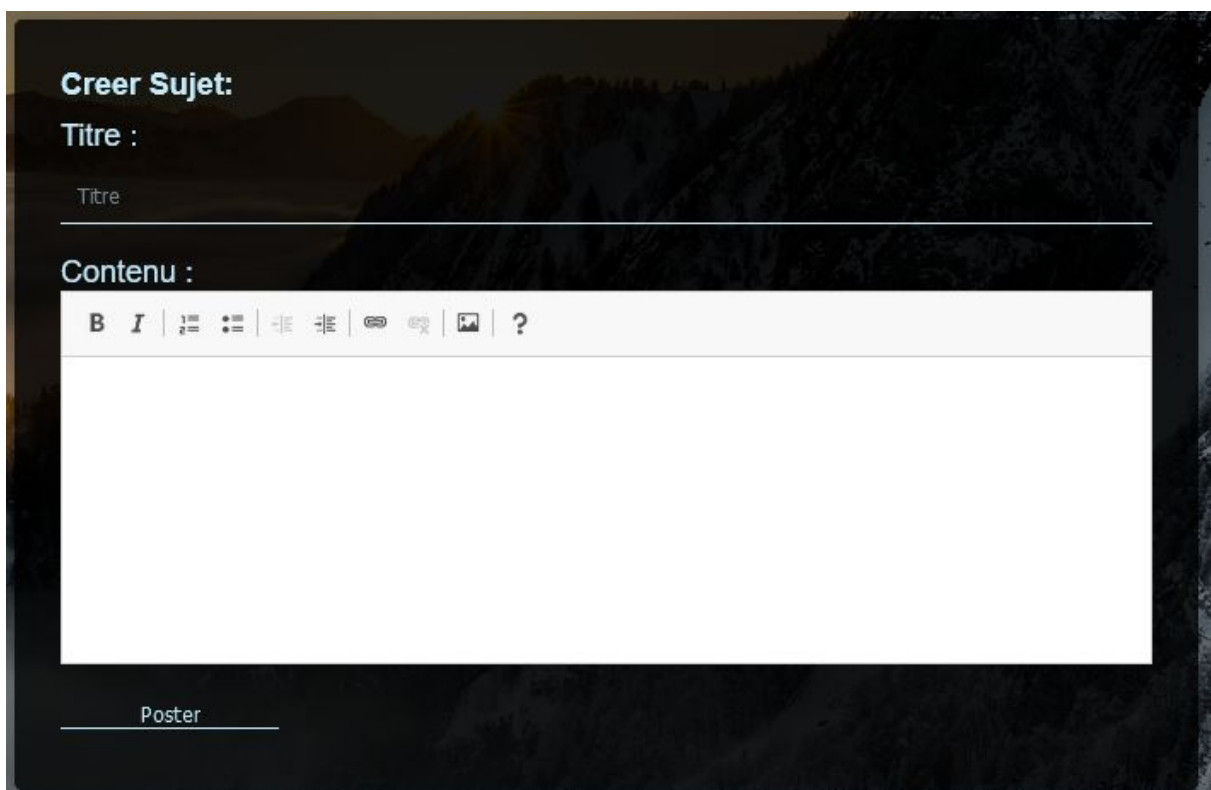 Creer Sujet:
Titre :
Titre
Contenu :
B I ?
Poster